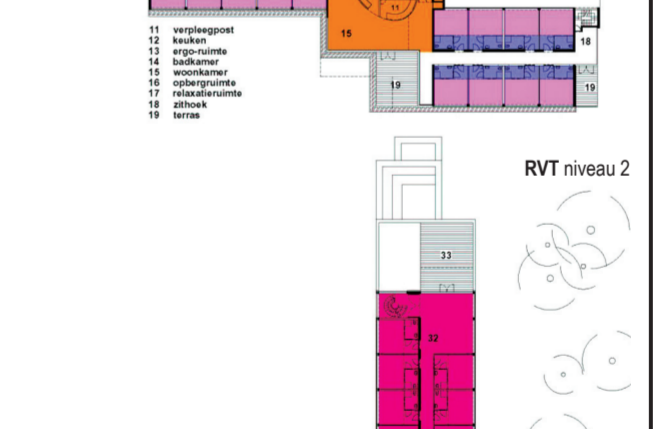 11
15
18
11 verpleegpost
12 keuken
13 ergo-ruimte
14 badkamer
15 woonkamer
16 opbergruimte
17 relaxatieruimte
18 zithoek
19 terras
19
19
RVT niveau 2
33
32